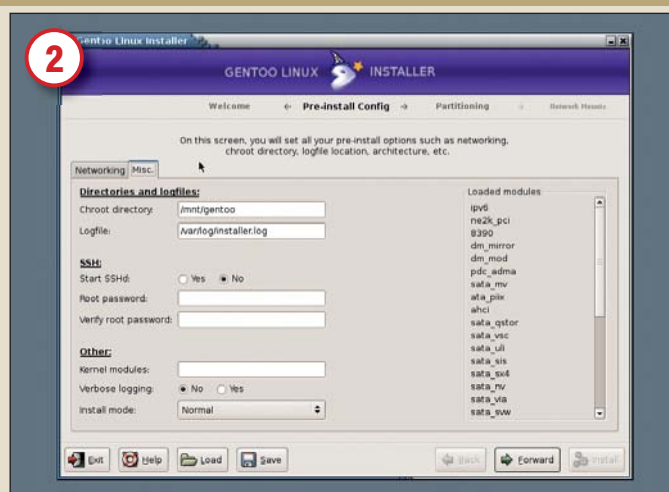 2
Gentoo Linux Installer
GENTOO LINUX INSTALLER
Welcome ← Pre-install Config → Partitioning → Network Mounts
On this screen, you will set all your pre-install options such as networking,
chroot directory, logfile location, architecture, etc.
Networking Misc.
Directories and logfiles:
Chroot directory /mnt/gentoo
Logfile: /var/log/installer.log
SSH:
Start SSHd: Yes No
Root password:
Verify root password:
Other:
Kernel modules:
Verbose logging: No Yes
Install mode: Normal
Loaded modules
ipv6
ne2k_pci
8390
dm_mirror
dm_mod
pdc_adma
sata_mv
ata_piix
ahci
sata_qstor
sata_vsc
sata_uli
sata_sis
sata_sx4
sata_nv
sata_via
sata_svw
Exit Help Load Save Back Forward Install